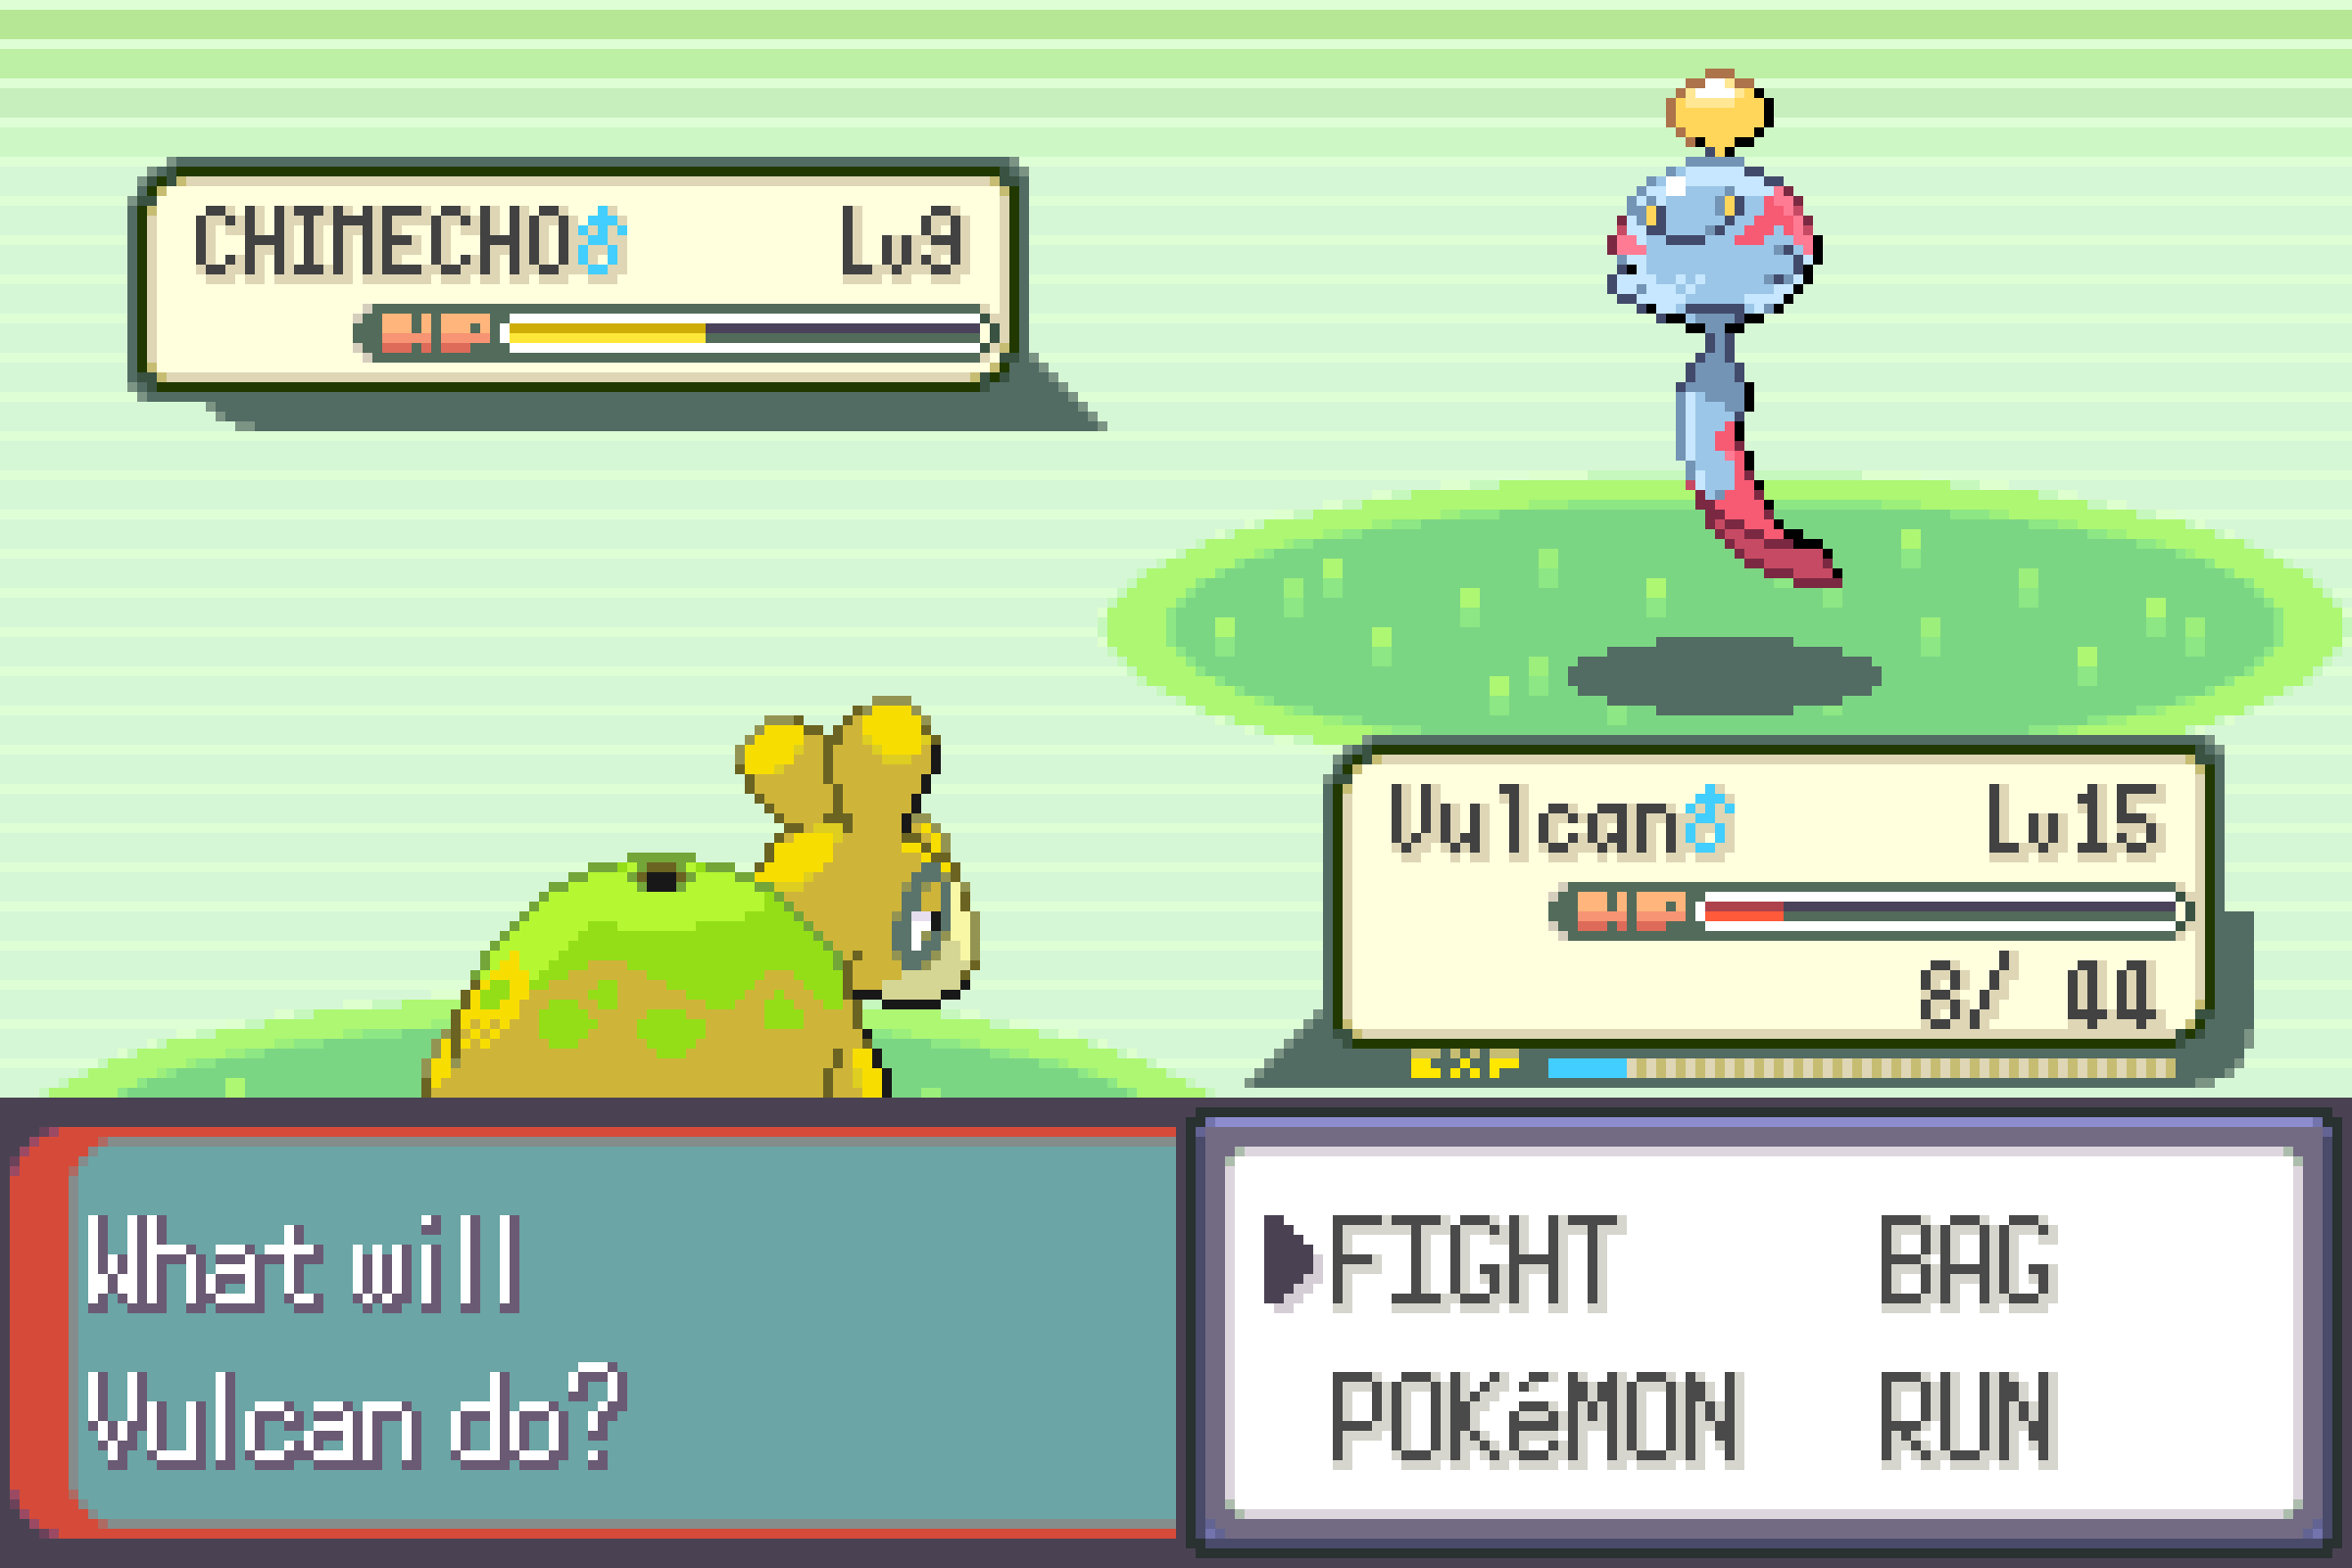 CHIMECHO♂ Lv9
HP
Vulcan♂ Lv15
HP
8/ 44
EXP
What will
Vulcan do?
FIGHT BAG
POKéMON RUN